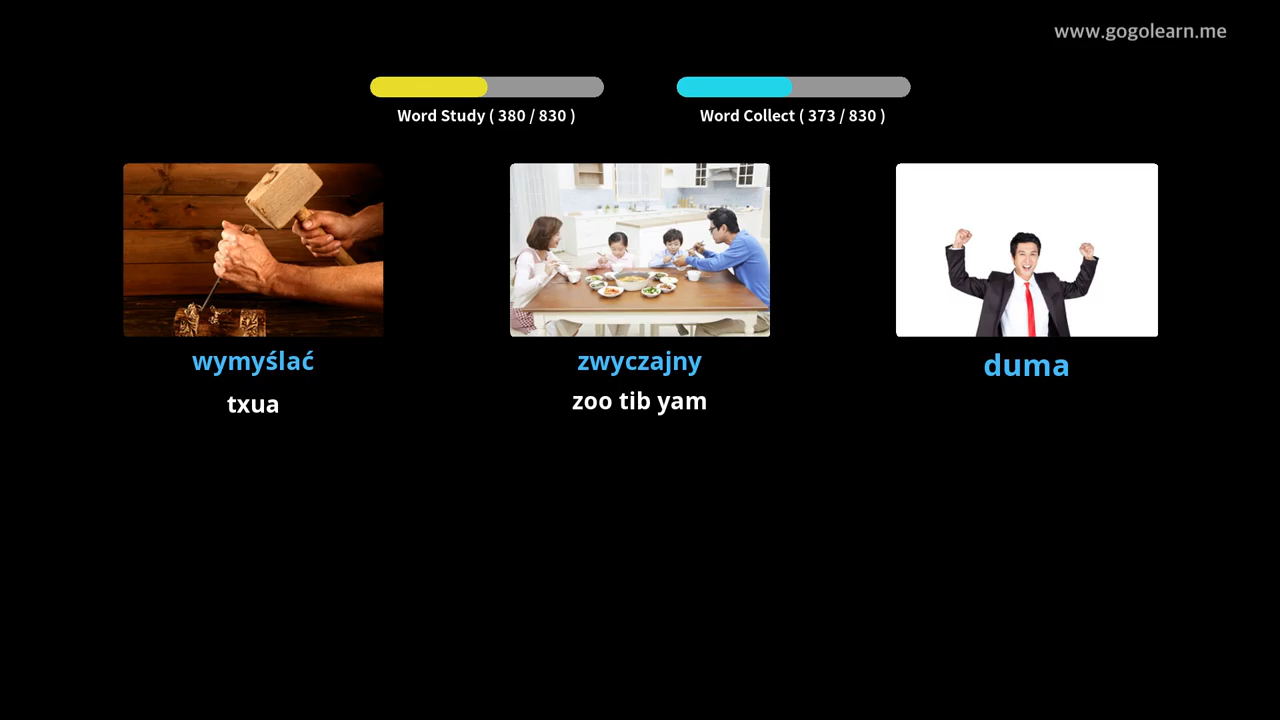 www.gogolearn.me
Word Study ( 380 / 830 )
Word Collect ( 373 / 830 )
wymyślać
txua
zwyczajny
zoo tib yam
duma